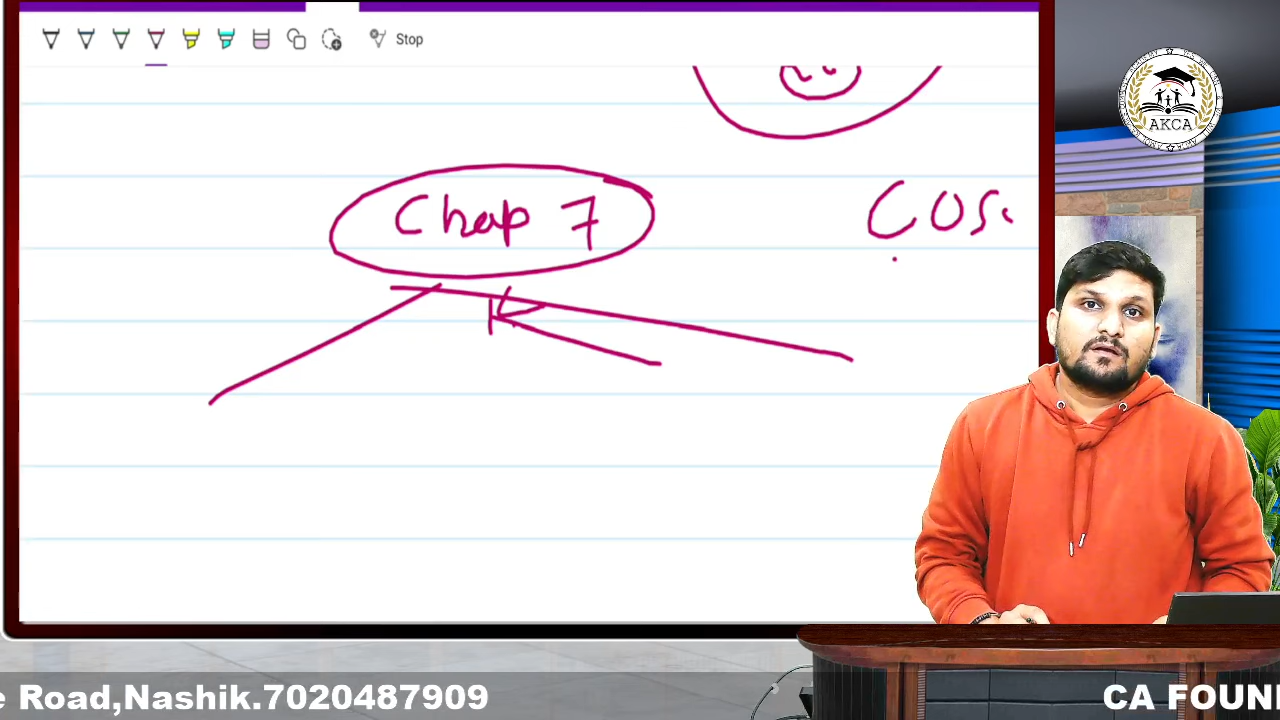 Stop
AKCA
Chap 7
Cos
e Road,Nashik.7020487909
CA FOUN